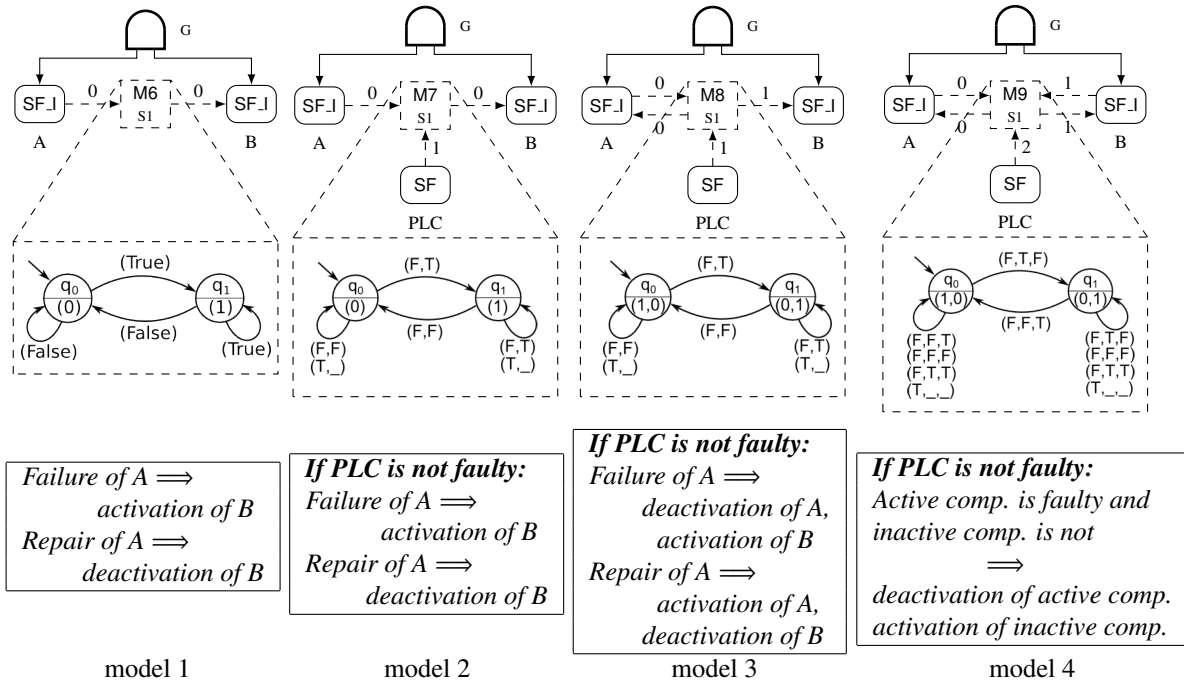 G
SF_I
0
M6
S1
0
SF_I
A
B
(True)
q0
(0)
q1
(1)
(False)
(False)
(True)
Failure of A ⟹
activation of B
Repair of A ⟹
deactivation of B
model 1
G
SF_I
0
M7
S1
0
SF_I
A
B
1
SF
PLC
(F,T)
q0
(0)
q1
(1)
(F,F)
(F,F)
(T,_)
(F,T)
(T,_)
If PLC is not faulty:
Failure of A ⟹
activation of B
Repair of A ⟹
deactivation of B
model 2
G
SF_I
0
0
M8
S1
1
SF_I
A
B
1
SF
PLC
(F,T)
q0
(1,0)
q1
(0,1)
(F,F)
(F,F)
(T,_)
(F,T)
(T,_)
If PLC is not faulty:
Failure of A ⟹
deactivation of A,
activation of B
Repair of A ⟹
activation of A,
deactivation of B
model 3
G
SF_I
0
0
M9
S1
1
1
SF_I
A
B
2
SF
PLC
(F,T,F)
q0
(1,0)
q1
(0,1)
(F,F,T)
(F,F,T)
(F,F,F)
(F,T,T)
(T,_,_)
(F,T,F)
(F,F,F)
(F,T,T)
(T,_,_)
If PLC is not faulty:
Active comp. is faulty and
inactive comp. is not
⟹
deactivation of active comp.
activation of inactive comp.
model 4